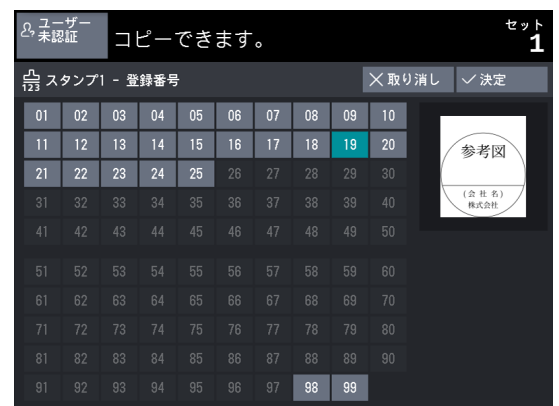 ユーザー
未認証
コピーできます。
セット
1
123 スタンプ1 - 登録番号
取り消し
決定
01 02 03 04 05 06 07 08 09 10
11 12 13 14 15 16 17 18 19 20
21 22 23 24 25 26 27 28 29 30
31 32 33 34 35 36 37 38 39 40
41 42 43 44 45 46 47 48 49 50
51 52 53 54 55 56 57 58 59 60
61 62 63 64 65 66 67 68 69 70
71 72 73 74 75 76 77 78 79 80
81 82 83 84 85 86 87 88 89 90
91 92 93 94 95 96 97 98 99
参考図
(会 社 名)
株式会社